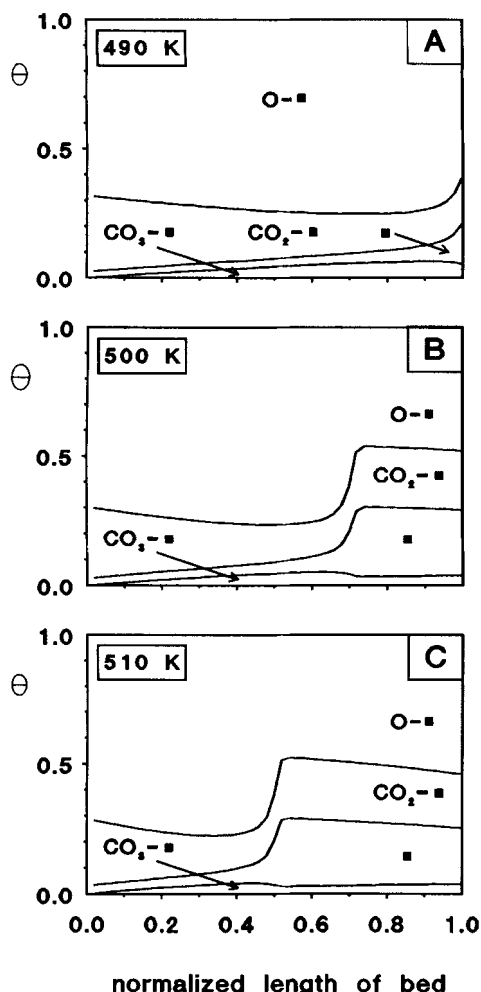 1.0
490 K
A
θ
O-■
0.5
CO₃-■ CO₂-■ ■
0.0
1.0
500 K
B
θ
O-■
0.5
CO₂-■
CO₃-■
■
0.0
1.0
510 K
C
θ
O-■
0.5
CO₂-■
CO₃-■
■
0.0
0.0 0.2 0.4 0.6 0.8 1.0
normalized length of bed